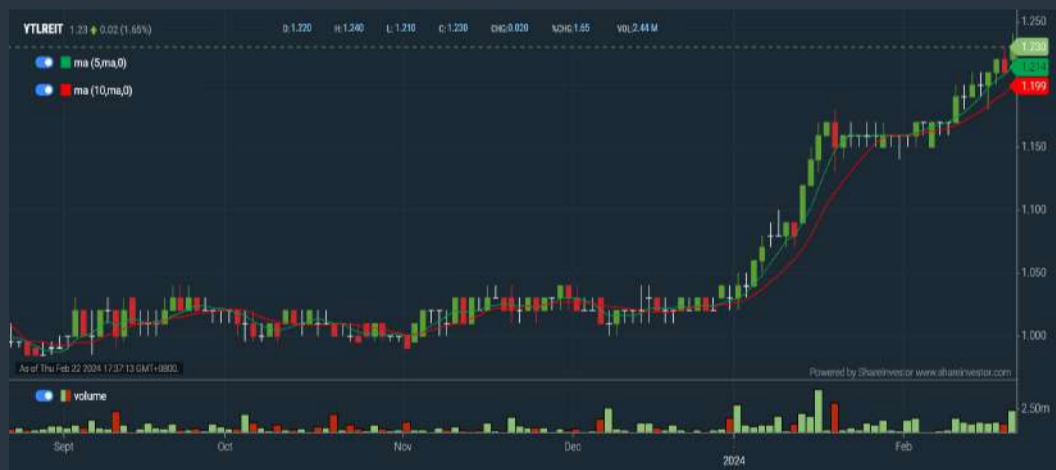 YTLREIT 1.23 0.02 (1.65%) O:1.220 H:1.240 L:1.210 C:1.230 CHG:0.020 %CHG:1.65 VOL:2.44 M
ma (5,ma,0)
ma (10,ma,0)
1.250
1.230
1.214
1.199
1.150
1.100
1.050
1.000
As of Thu Feb 22 2024 17:37:13 GMT+0800.
Powered by ShareInvestor www.shareinvestor.com
volume
2.50m
Sept Oct Nov Dec 2024 Feb